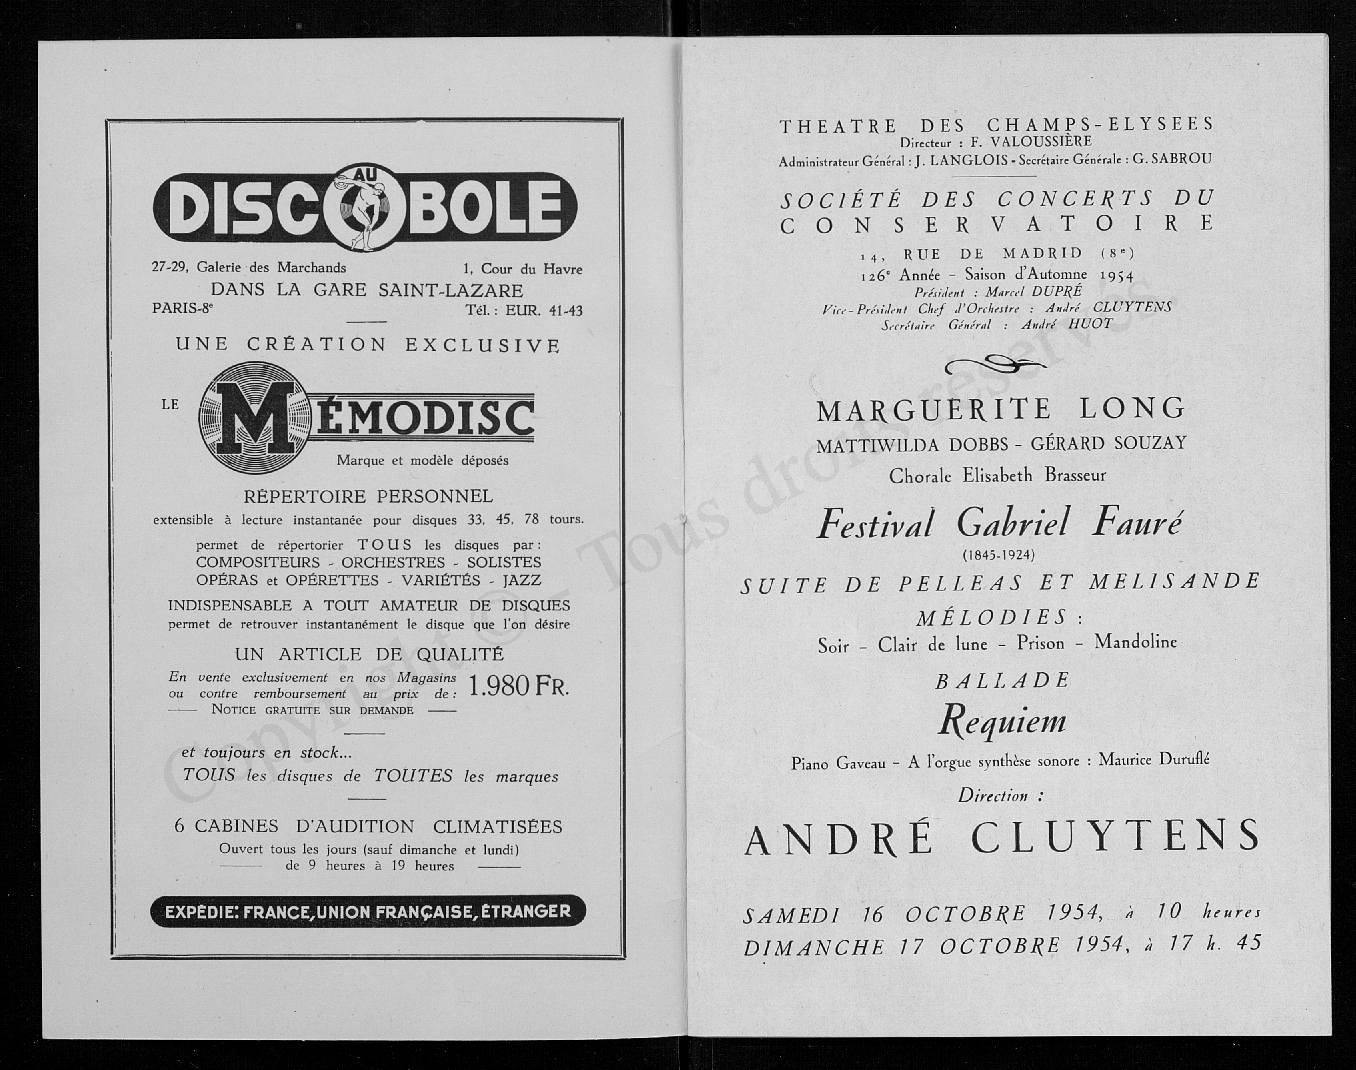 AU
DISCOBOLE
27-29, Galerie des Marchands 1, Cour du Havre
DANS LA GARE SAINT-LAZARE
PARIS-8e Tél. : EUR. 41-43
UNE CRÉATION EXCLUSIVE
LE MÉMODISC
Marque et modèle déposés
RÉPERTOIRE PERSONNEL
extensible à lecture instantanée pour disques 33, 45, 78 tours.
permet de répertorier TOUS les disques par :
COMPOSITEURS - ORCHESTRES - SOLISTES
OPÉRAS et OPÉRETTES - VARIÉTÉS - JAZZ
INDISPENSABLE A TOUT AMATEUR DE DISQUES
permet de retrouver instantanément le disque que l'on désire
UN ARTICLE DE QUALITÉ
En vente exclusivement en nos Magasins
ou contre remboursement au prix de : 1.980 FR.
NOTICE GRATUITE SUR DEMANDE
et toujours en stock...
TOUS les disques de TOUTES les marques
6 CABINES D'AUDITION CLIMATISÉES
Ouvert tous les jours (sauf dimanche et lundi)
de 9 heures à 19 heures
EXPÉDIE: FRANCE, UNION FRANÇAISE, ÉTRANGER
THEATRE DES CHAMPS-ELYSEES
Directeur : F. VALOUSSIÈRE
Administrateur Général : J. LANGLOIS - Secrétaire Générale : G. SABROU
SOCIÉTÉ DES CONCERTS DU
CONSERVATOIRE
14, RUE DE MADRID (8e)
126e Année - Saison d'Automne 1954
Président : Marcel DUPRÉ
Vice-Président Chef d'Orchestre : André CLUYTENS
Secrétaire Général : André HUOT
MARGUERITE LONG
MATTIWILDA DOBBS - GÉRARD SOUZAY
Chorale Elisabeth Brasseur
Festival Gabriel Fauré
(1845-1924)
SUITE DE PELLEAS ET MELISANDE
MÉLODIES :
Soir - Clair de lune - Prison - Mandoline
BALLADE
Requiem
Piano Gaveau - A l'orgue synthèse sonore : Maurice Duruflé
Direction :
ANDRÉ CLUYTENS
SAMEDI 16 OCTOBRE 1954, à 10 heures
DIMANCHE 17 OCTOBRE 1954, à 17 h. 45
Copyright © - Tous droits réservés